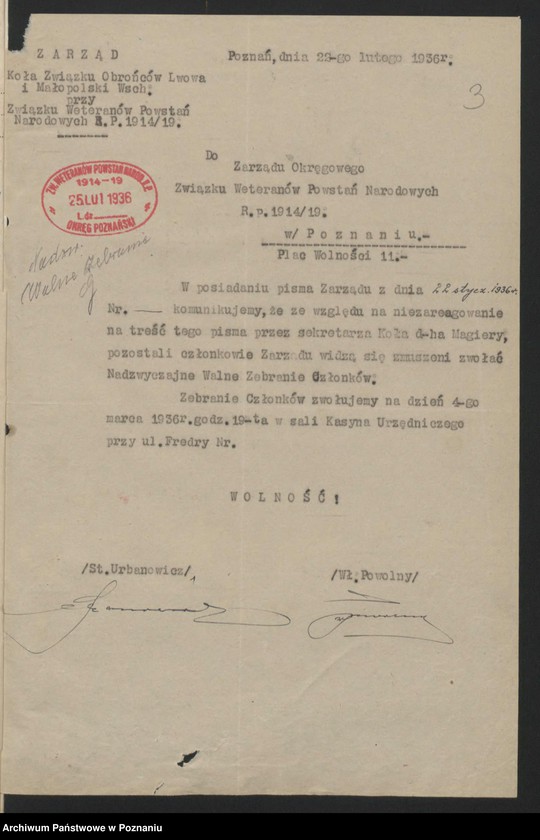 Z A R Z Ą D
Koła Związku Obrońców Lwowa
i Małopolski Wsch.
przy
Związku Weteranów Powstań
Narodowych R.P.1914/19.
Poznań, dnia 29-go lutego 1936r.
3
ZW. WETERANÓW POWSTAŃ NAROD. R.P.
1914-19
25. LUT 1936
L.dz.
OKRĘG POZNAŃSKI
Nadzw.
(Walne Zebranie
Do
Zarządu Okręgowego
Związku Weteranów Powstań Narodowych
R.p.1914/19.
w/ P o z n a n i u.-
Plac Wolności 11.-
W posiadaniu pisma Zarządu z dnia 22 stycz. 1936r.
Nr. — komunikujemy, że ze względu na niezareagowanie
na treść tego pisma przez sekretarza Koła d-ha Magiery,
pozostali członkowie Zarządu widzą się zmuszeni zwołać
Nadzwyczajne Walne Zebranie Członków.
Zebranie Członków zwołujemy na dzień 4-go
marca 1936r.godz.19-ta w sali Kasyna Urzędniczego
przy ul.Fredry Nr.
W O L N O Ś Ć !
/St.Urbanowicz/
/Wł.Powolny/
Archiwum Państwowe w Poznaniu